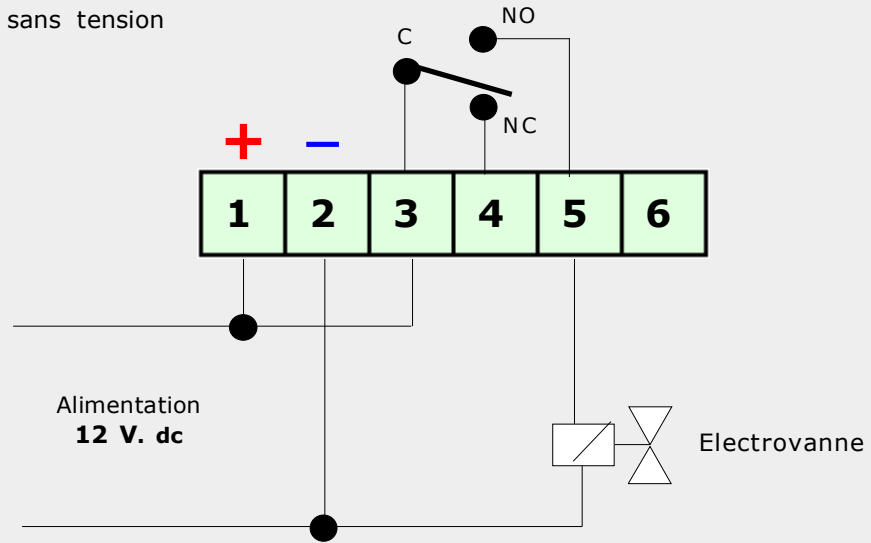 sans tension
NO
C
NC
+ –
1 2 3 4 5 6
Alimentation
12 V. dc
Electrovanne